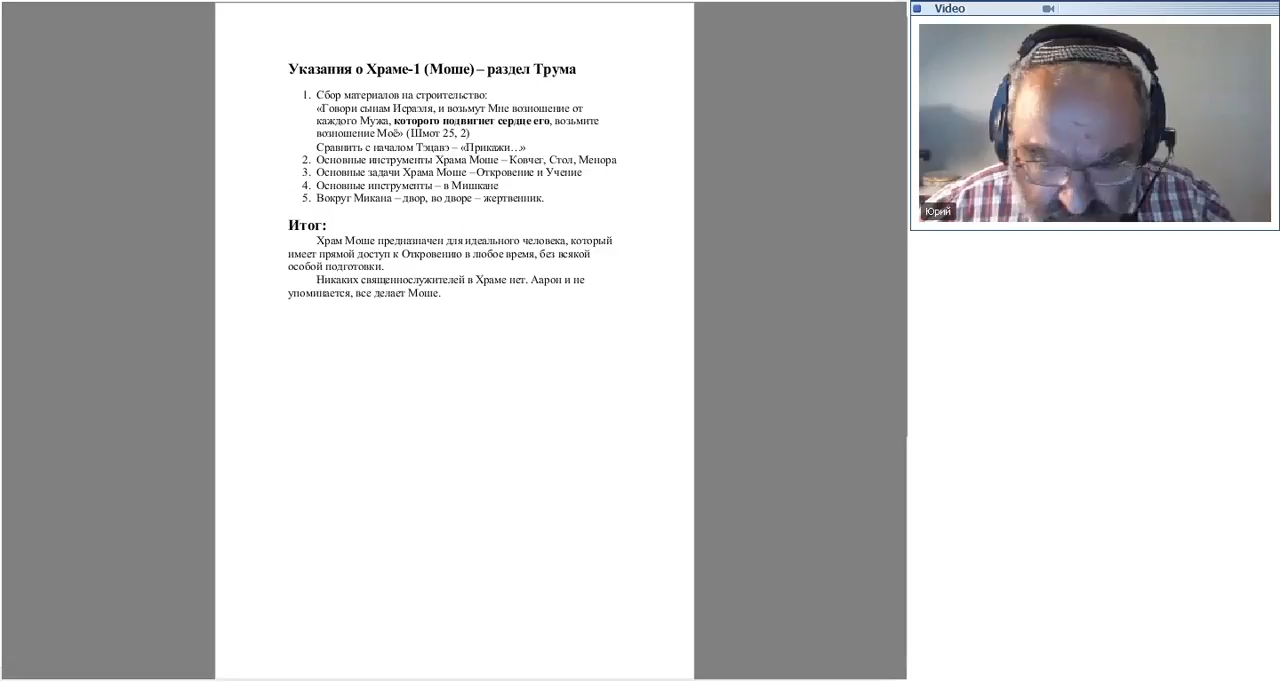 Video
Указания о Храме-1 (Моше) – раздел Трума
1. Сбор материалов на строительство:
«Говори сынам Исраэля, и возьмут Мне возношение от
каждого Мужа, которого подвигнет сердце его, возьмите
возношение Моё» (Шмот 25, 2)
Сравнить с началом Тэцавэ – «Прикажи…»
2. Основные инструменты Храма Моше – Ковчег, Стол, Менора
3. Основные задачи Храма Моше –Откровение и Учение
4. Основные инструменты – в Мишкане
5. Вокруг Микана – двор, во дворе – жертвенник.
Итог:
Храм Моше предназначен для идеального человека, который
имеет прямой доступ к Откровению в любое время, без всякой
особой подготовки.
Никаких священнослужителей в Храме нет. Аарон и не
упоминается, все делает Моше.
Юрий